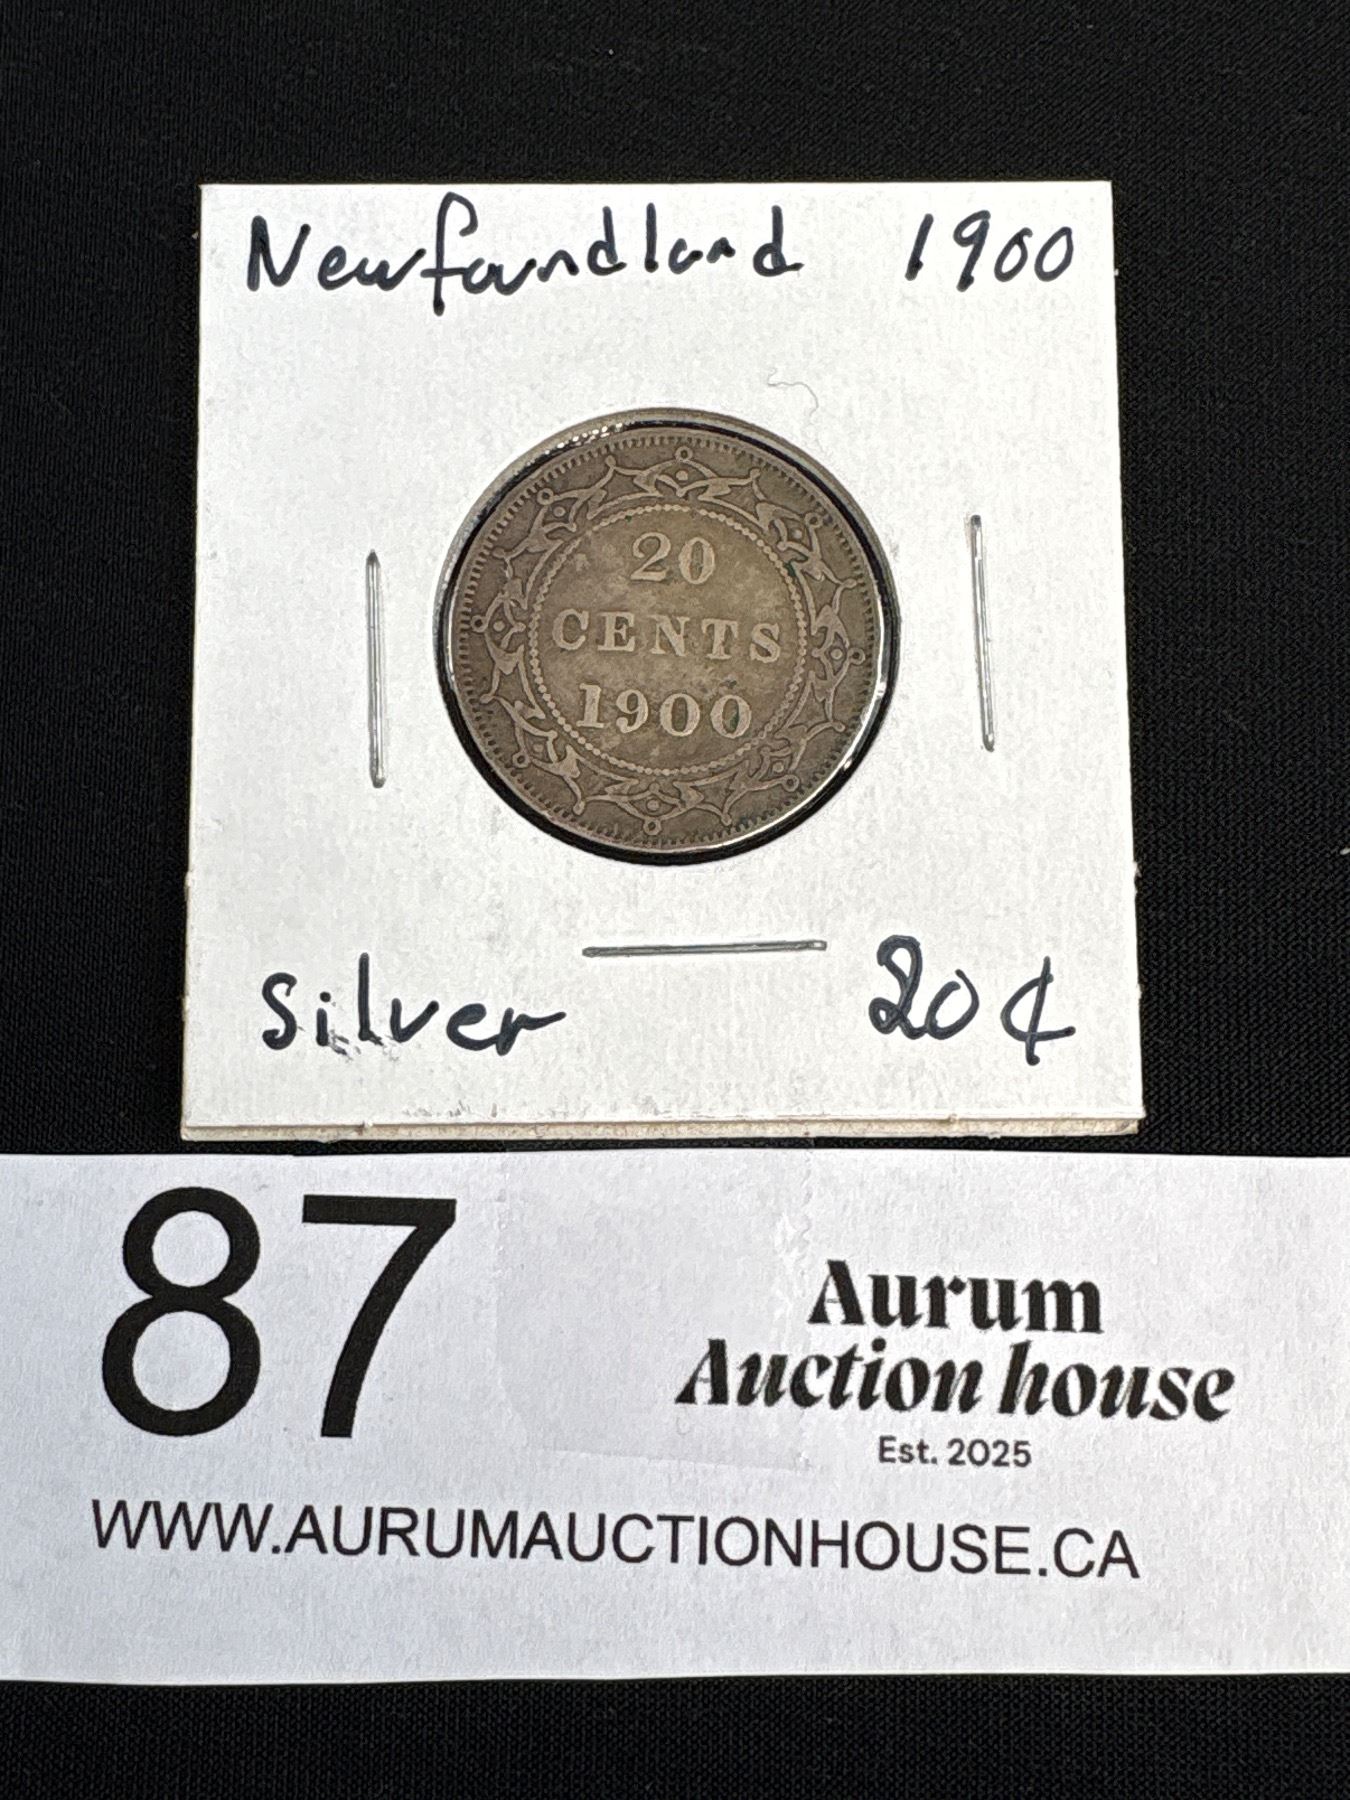 Newfoundland 1900
20
CENTS
1900
Silver 20¢
87
Aurum
Auction house
Est. 2025
WWW.AURUMAUCTIONHOUSE.CA